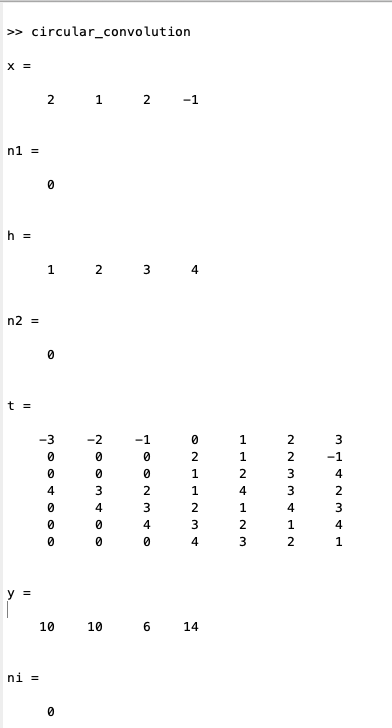 >> circular_convolution
x =
2 1 2 -1
n1 =
0
h =
1 2 3 4
n2 =
0
t =
-3 -2 -1 0 1 2 3
0 0 0 2 1 2 -1
0 0 0 1 2 3 4
4 3 2 1 4 3 2
0 4 3 2 1 4 3
0 0 4 3 2 1 4
0 0 0 4 3 2 1
y =
10 10 6 14
ni =
0